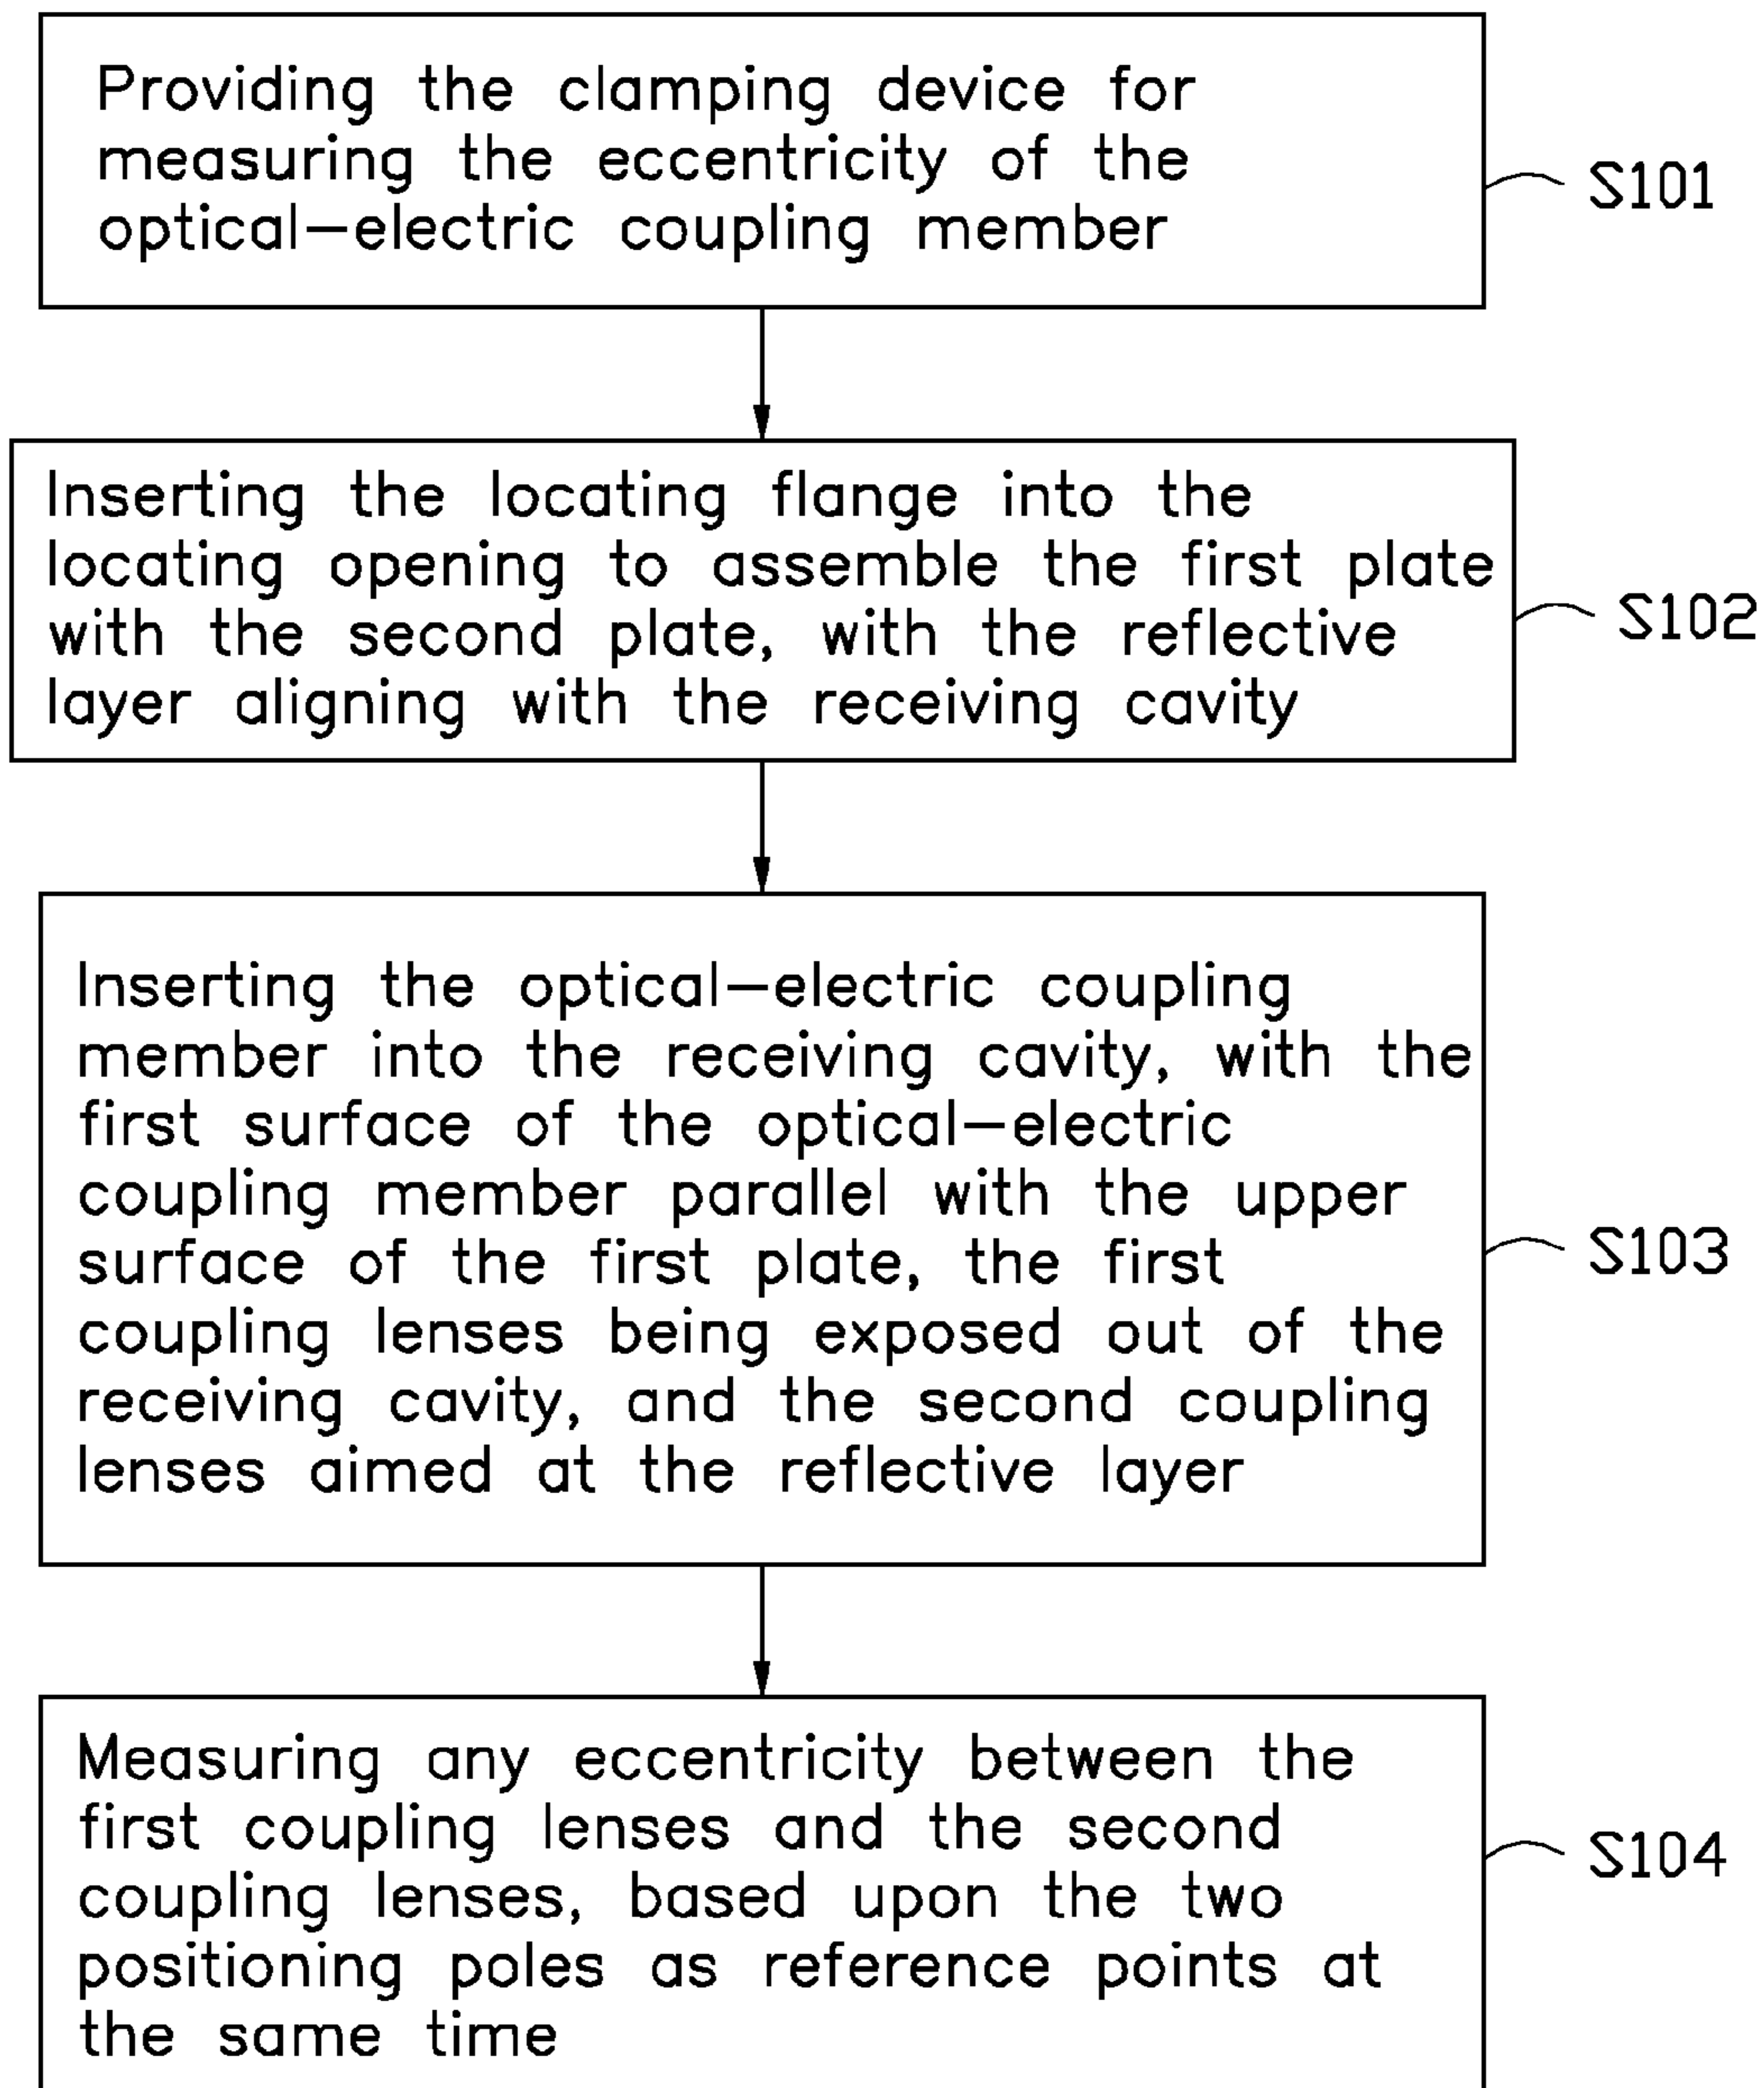 Providing the clamping device for
measuring the eccentricity of the
optical—electric coupling member
S101
Inserting the locating flange into the
locating opening to assemble the first plate
with the second plate, with the reflective
layer aligning with the receiving cavity
S102
Inserting the optical—electric coupling
member into the receiving cavity, with the
first surface of the optical—electric
coupling member parallel with the upper
surface of the first plate, the first
coupling lenses being exposed out of the
receiving cavity, and the second coupling
lenses aimed at the reflective layer
S103
Measuring any eccentricity between the
first coupling lenses and the second
coupling lenses, based upon the two
positioning poles as reference points at
the same time
S104